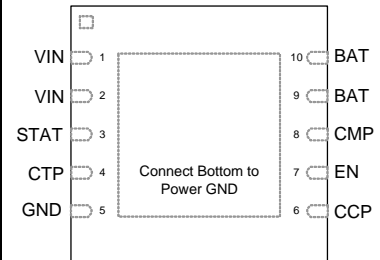 VIN 1 10 BAT
VIN 2 9 BAT
STAT 3 8 CMP
CTP 4 Connect Bottom to 7 EN
Power GND
GND 5 6 CCP